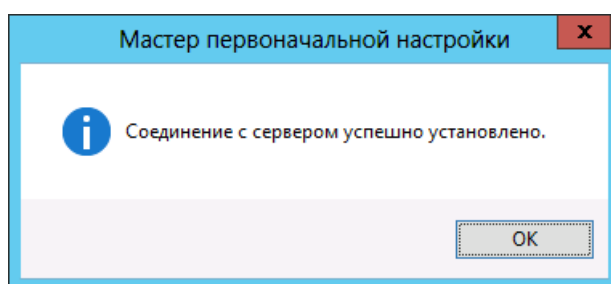 Мастер первоначальной настройки
Соединение с сервером успешно установлено.
OK